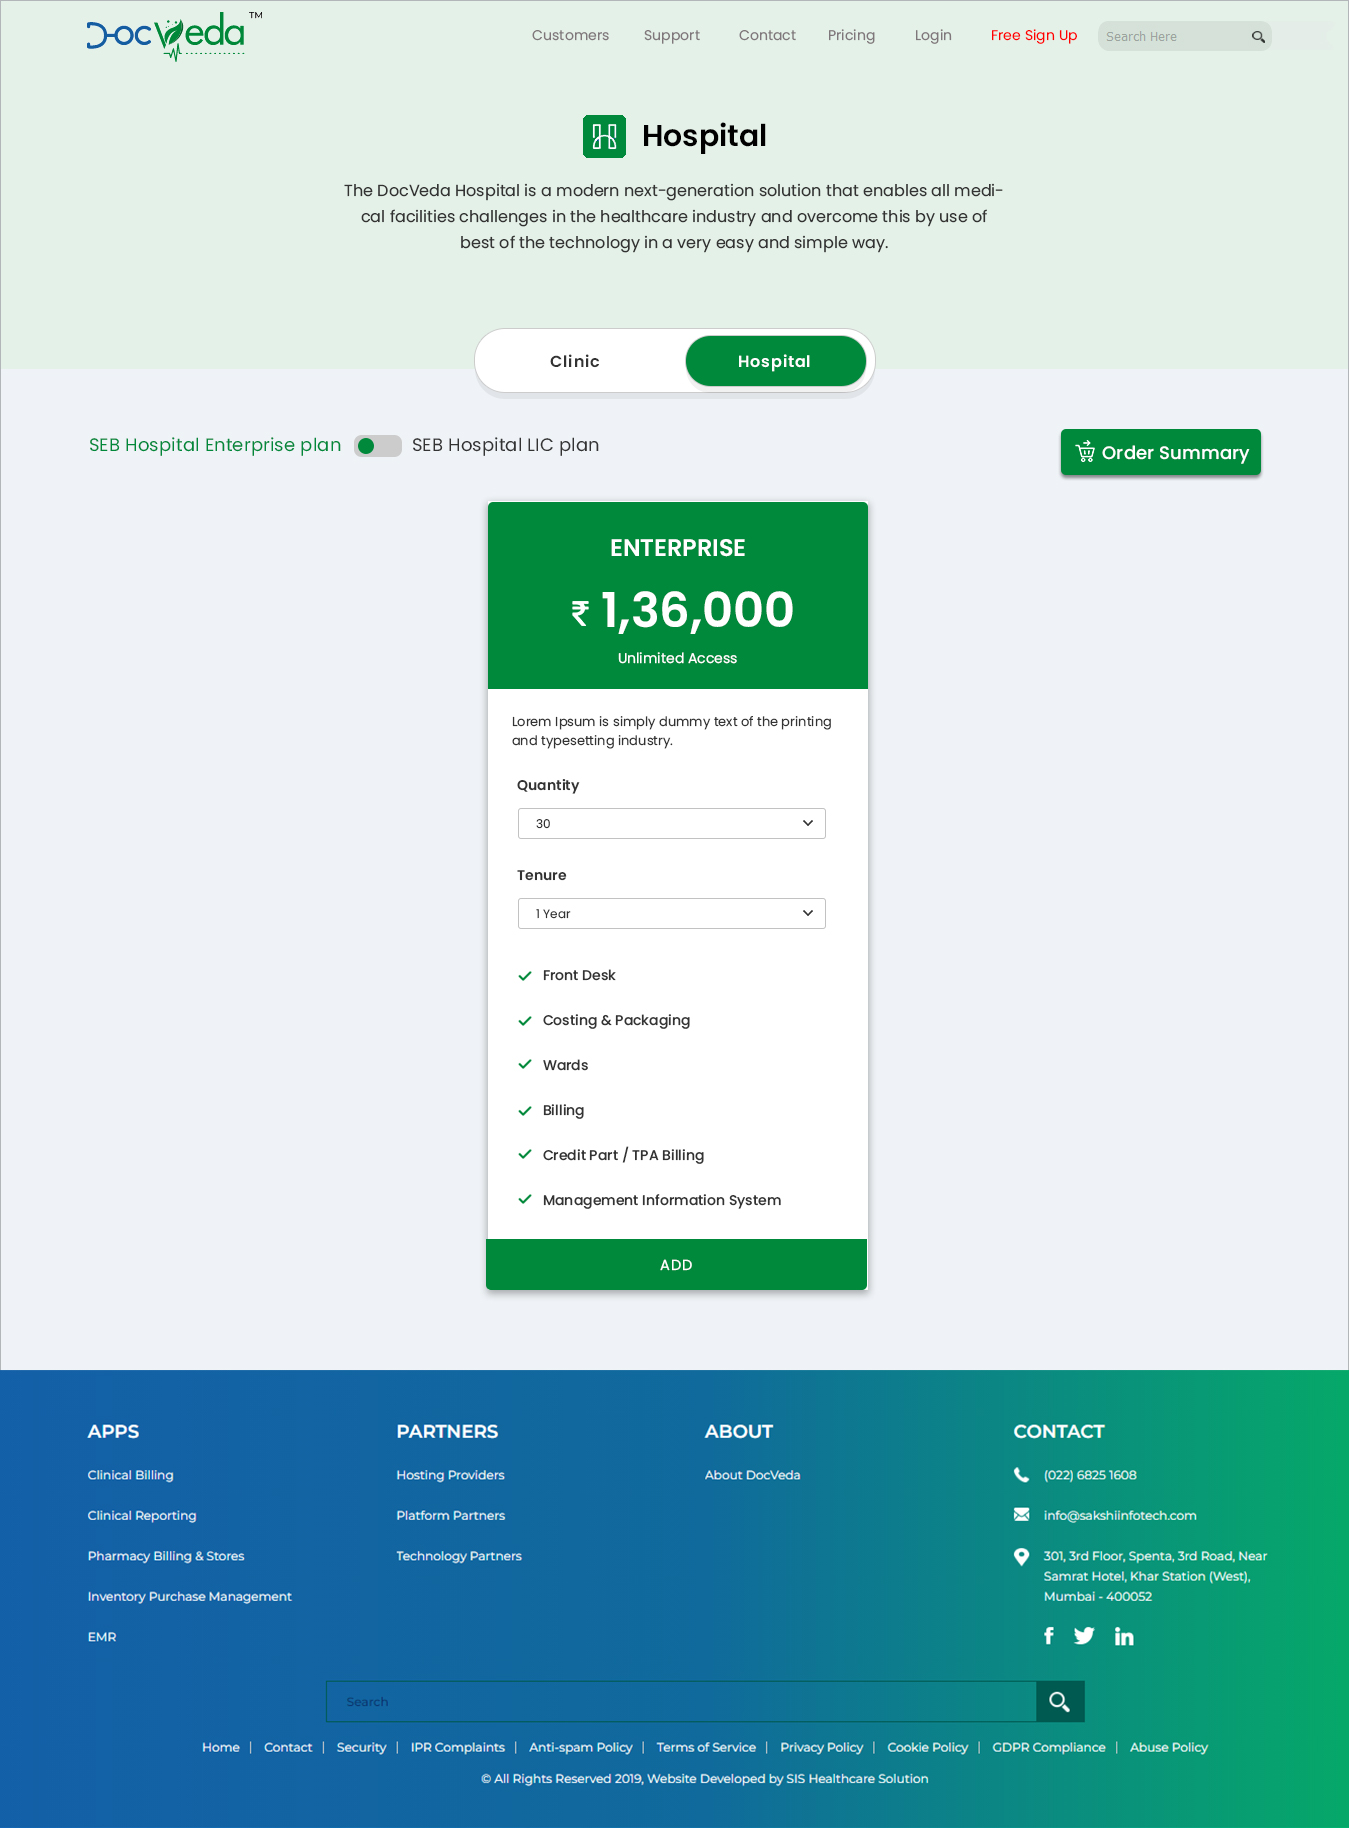 DocVeda™
Customers Support Contact Pricing Login Free Sign Up Search Here
Hospital
The DocVeda Hospital is a modern next-generation solution that enables all medi-
cal facilities challenges in the healthcare industry and overcome this by use of
best of the technology in a very easy and simple way.
Clinic Hospital
SEB Hospital Enterprise plan SEB Hospital LIC plan
Order Summary
ENTERPRISE
₹ 1,36,000
Unlimited Access
Lorem Ipsum is simply dummy text of the printing
and typesetting industry.
Quantity
30
Tenure
1 Year
Front Desk
Costing & Packaging
Wards
Billing
Credit Part / TPA Billing
Management Information System
ADD
APPS
Clinical Billing
Clinical Reporting
Pharmacy Billing & Stores
Inventory Purchase Management
EMR
PARTNERS
Hosting Providers
Platform Partners
Technology Partners
ABOUT
About DocVeda
CONTACT
(022) 6825 1608
info@sakshiinfotech.com
301, 3rd Floor, Spenta, 3rd Road, Near
Samrat Hotel, Khar Station (West),
Mumbai - 400052
Search
Home | Contact | Security | IPR Complaints | Anti-spam Policy | Terms of Service | Privacy Policy | Cookie Policy | GDPR Compliance | Abuse Policy
© All Rights Reserved 2019, Website Developed by SIS Healthcare Solution